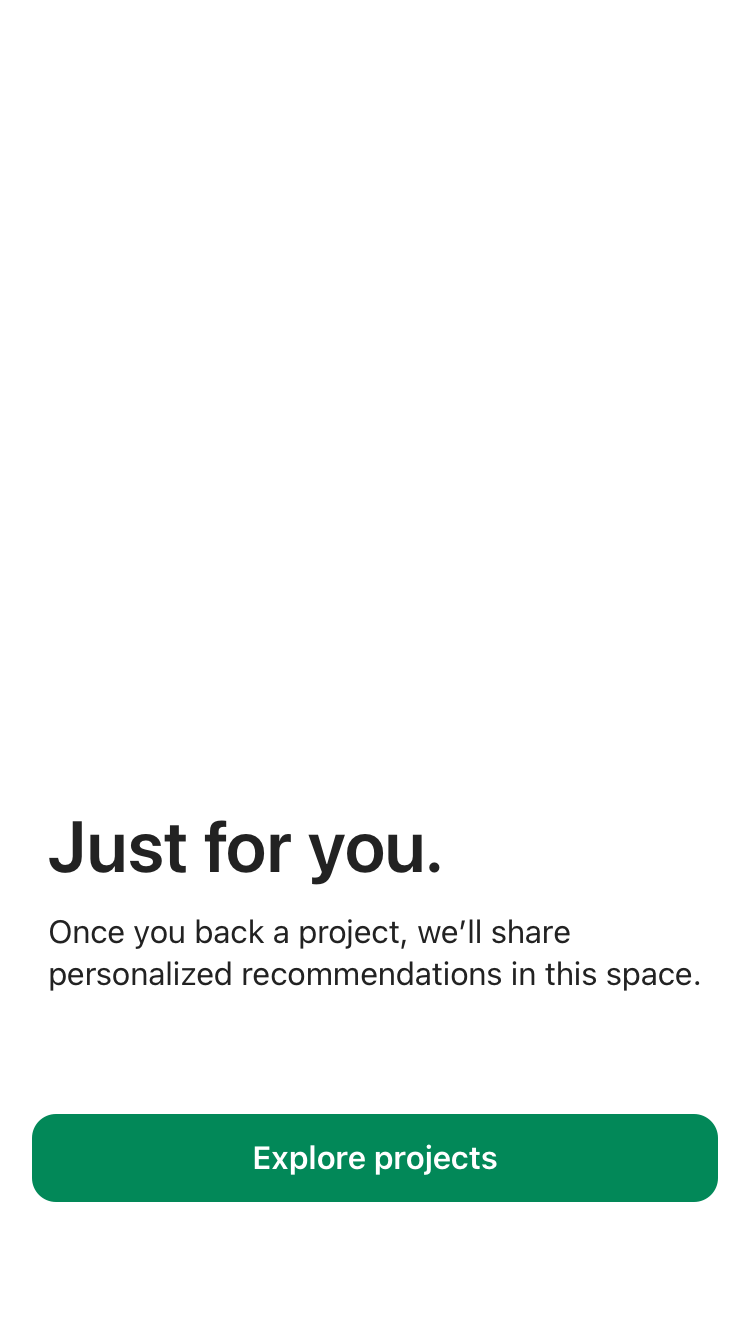 Just for you.
Once you back a project, we’ll share
personalized recommendations in this space.
Explore projects